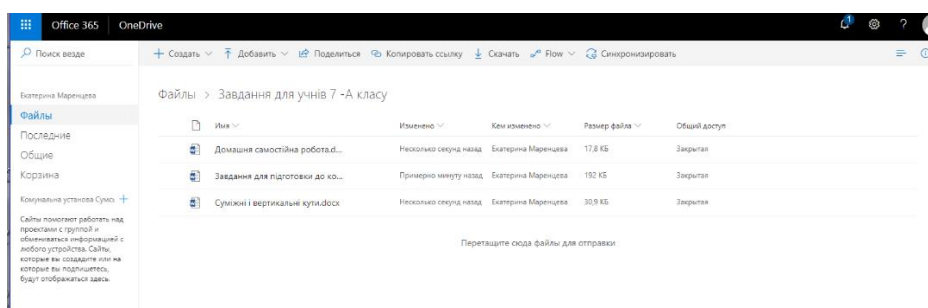 Office 365 OneDrive
1 ?
Поиск везде
Создать Добавить Поделиться Копировать ссылку Скачать Flow Синхронизировать
Екатерина Маренцева
Файлы
Последние
Общие
Корзина
Комунальна установа Сумсь
Сайты помогают работать над
проектами с группой и
обмениваться информацией с
любого устройства. Сайты,
которые вы создадите или на
которые вы подпишетесь,
будут отображаться здесь.
Файлы > Завдання для учнів 7 -А класу
Имя Изменено Кем изменено Размер файла Общий доступ
Домашня самостійна робота.d... Несколько секунд назад Екатерина Маренцева 17,8 КБ Закрытая
Завдання для підготовки до ко... Примерно минуту назад Екатерина Маренцева 192 КБ Закрытая
Суміжні і вертикальні кути.docx Несколько секунд назад Екатерина Маренцева 30,9 КБ Закрытая
Перетащите сюда файлы для отправки